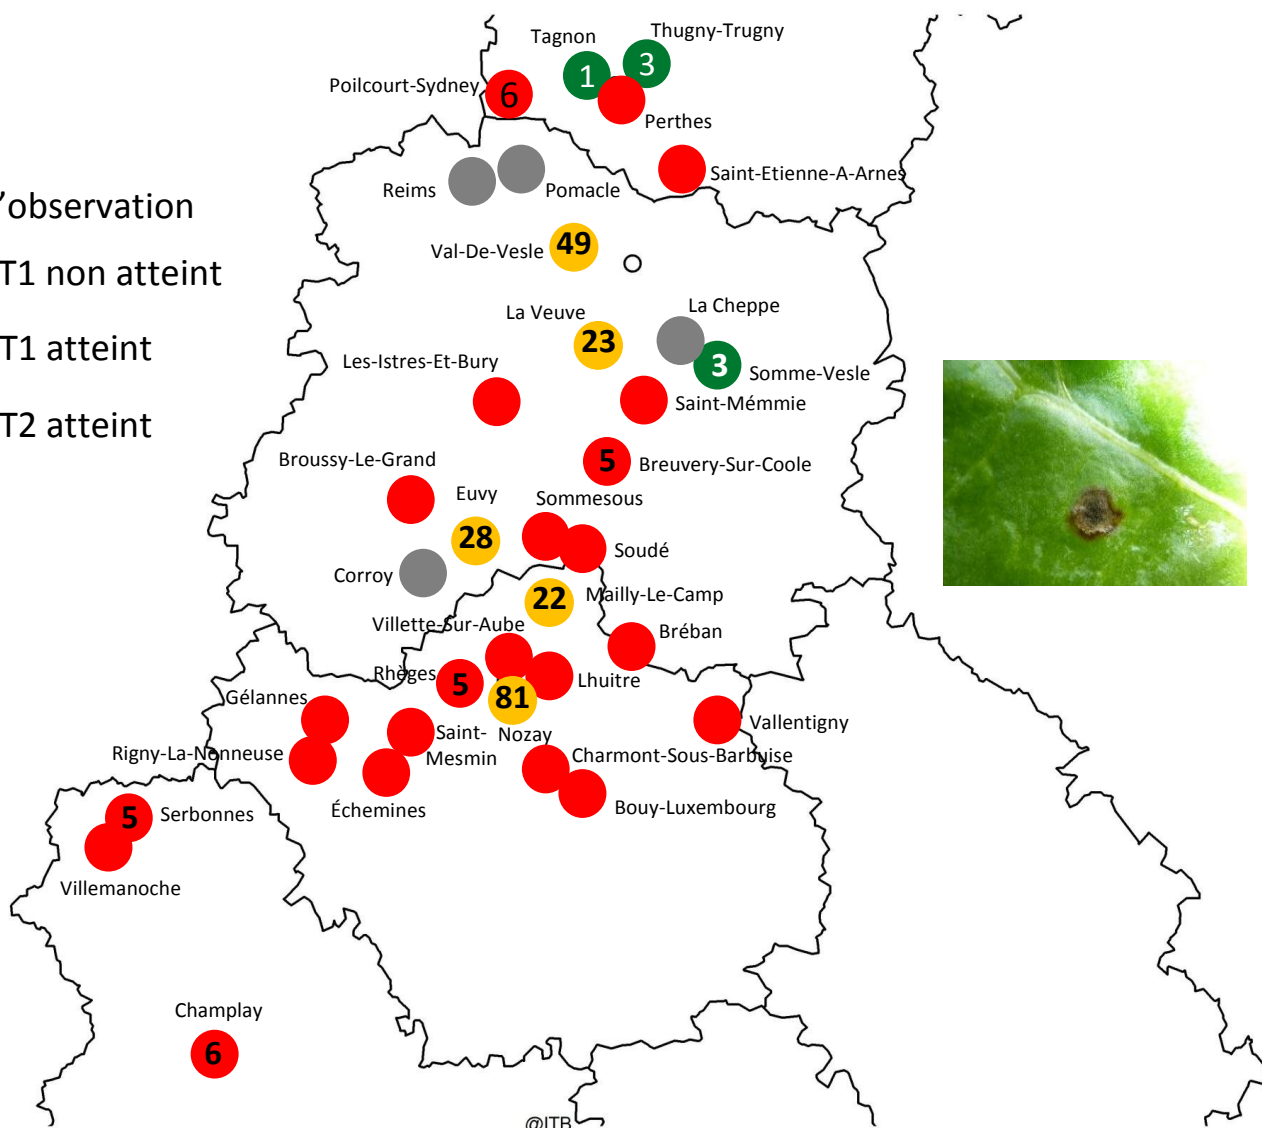 Thugny-Trugny
Tagnon
3
1
Poilcourt-Sydney
6
Perthes
Saint-Etienne-A-Arnes
Reims
Pomacle
’observation
Val-De-Vesle
49
T1 non atteint
La Cheppe
La Veuve
23
T1 atteint
Les-Istres-Et-Bury
3
Somme-Vesle
Saint-Mémmie
T2 atteint
Broussy-Le-Grand
5
Breuvery-Sur-Coole
Euvy
Sommesous
28
Soudé
Corroy
22
Mailly-Le-Camp
Villette-Sur-Aube
Bréban
Rhèges
5
Lhuitre
Gélannes
81
Nozay
Vallentigny
Saint-
Mesmin
Rigny-La-Nonneuse
Charmont-Sous-Barbuise
Échemines
Bouy-Luxembourg
5
Serbonnes
Villemanoche
Champlay
6
@ITB